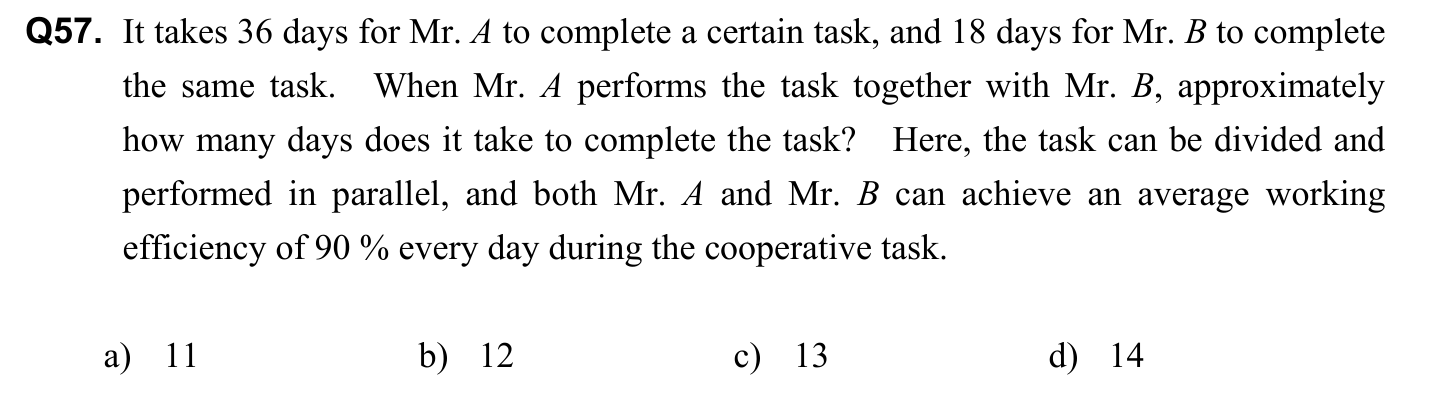 Q57. It takes 36 days for Mr. A to complete a certain task, and 18 days for Mr. B to complete
the same task. When Mr. A performs the task together with Mr. B, approximately
how many days does it take to complete the task? Here, the task can be divided and
performed in parallel, and both Mr. A and Mr. B can achieve an average working
efficiency of 90 % every day during the cooperative task.
a) 11 b) 12 c) 13 d) 14